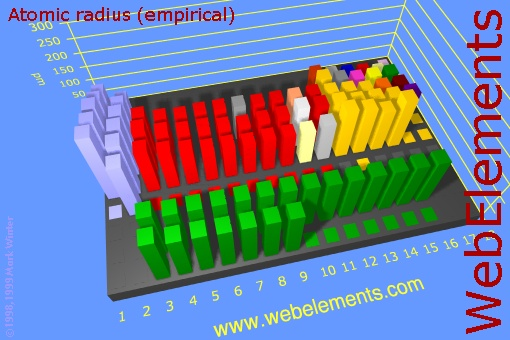 Atomic radius (empirical)
300
200
150
100
50
pm
1 2 3 4 5 6 7 8 9 10 11 12 13 14 15 16 17
www.webelements.com
WebElements
©1998,1999 Mark Winter